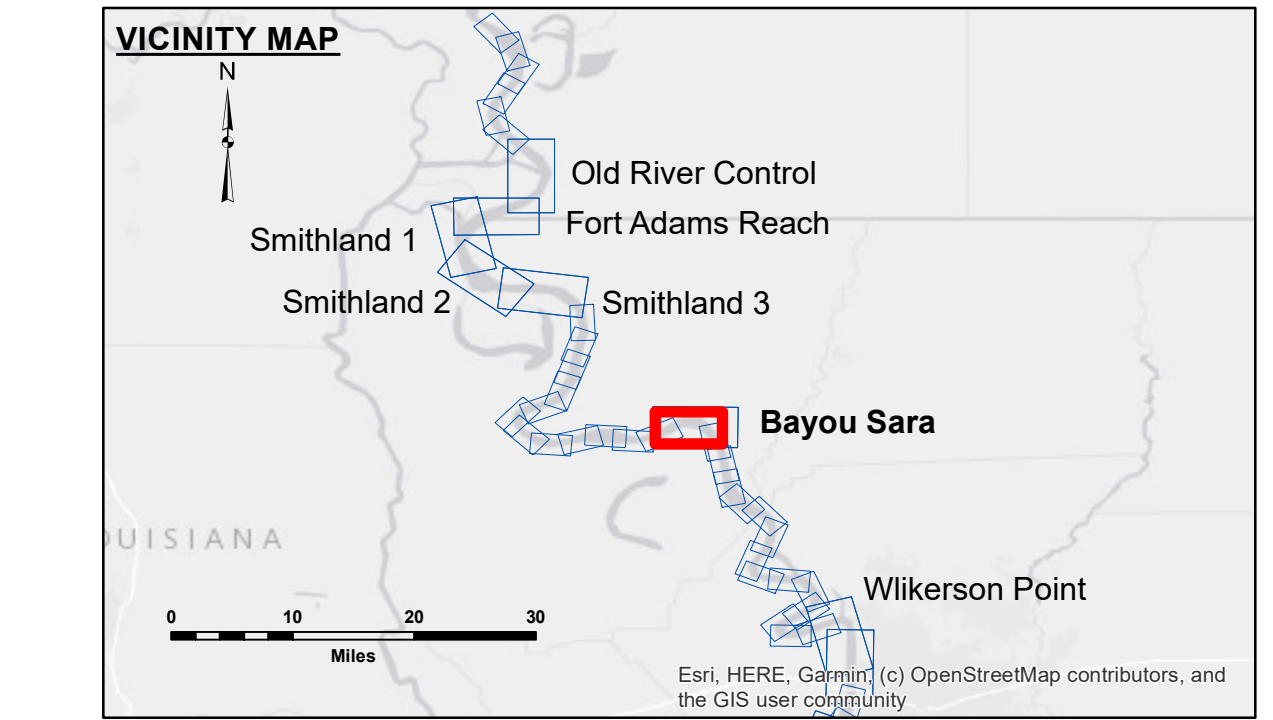 VICINITY MAP
N
Old River Control
Fort Adams Reach
Smithland 1
Smithland 2
Smithland 3
Bayou Sara
OUISIANA
Wlikerson Point
0 10 20 30
Miles
Esri, HERE, Garmin, (c) OpenStreetMap contributors, and
the GIS user community